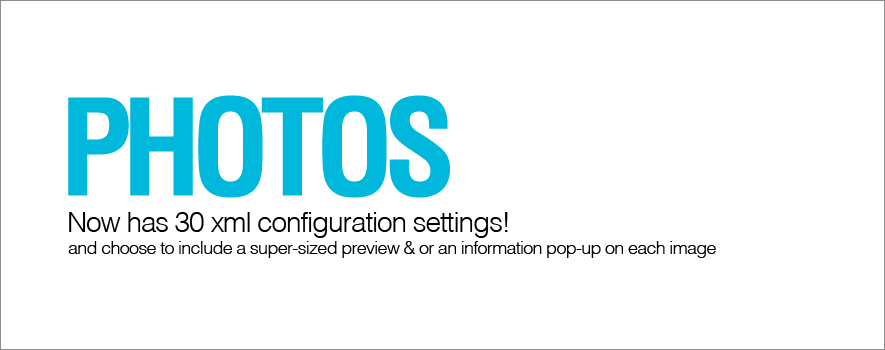 PHOTOS
Now has 30 xml configuration settings!
and choose to include a super-sized preview & or an information pop-up on each image